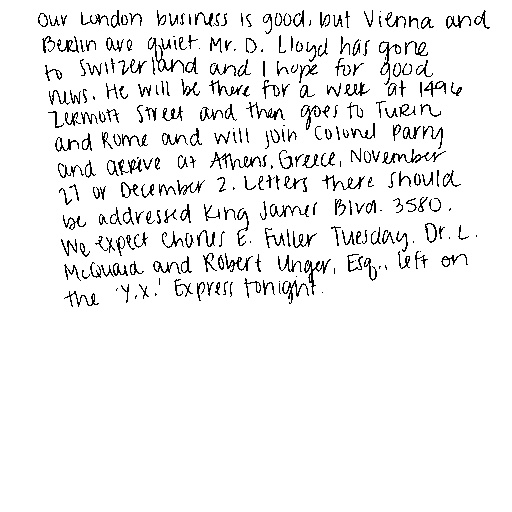 our London business is good, but Vienna and
Berlin are quiet. Mr. D. Lloyd has gone
to Switzerland and I hope for good
news. He will be there for a week at 1496
Zermott Street and then goes to Turin
and Rome and will join Colonel Parry
and arrive at Athens, Greece, November
27 or December 2. Letters there should
be addressed King James Blvd. 3580.
We expect Charles E. Fuller Tuesday. Dr. L.
McQuaid and Robert Unger, Esq., left on
the 'Y.X.' Express tonight.